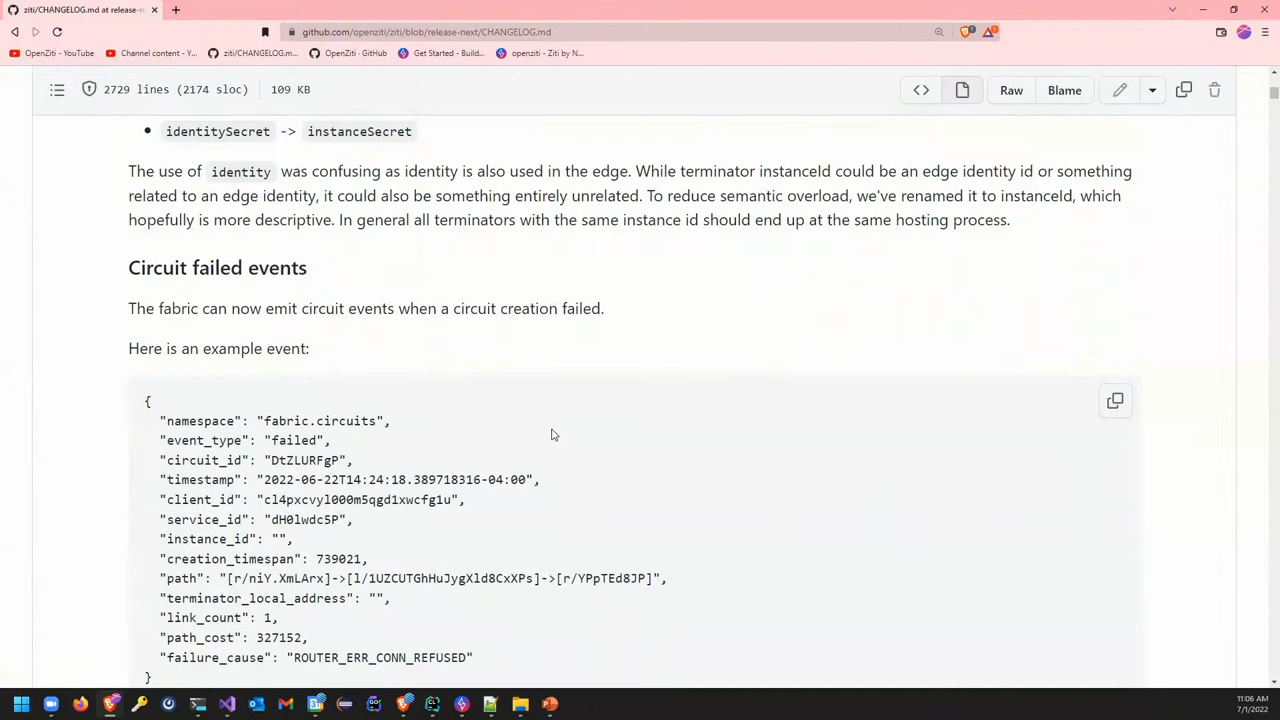 ziti/CHANGELOG.md at release-ne
github.com/openziti/ziti/blob/release-next/CHANGELOG.md
OpenZiti - YouTube
Channel content - Y...
ziti/CHANGELOG.m...
OpenZiti · GitHub
Get Started - Build...
openziti - Ziti by N...
2729 lines (2174 sloc)
109 KB
Raw
Blame
identitySecret -> instanceSecret
The use of identity was confusing as identity is also used in the edge. While terminator instanceId could be an edge identity id or something
related to an edge identity, it could also be something entirely unrelated. To reduce semantic overload, we've renamed it to instanceId, which
hopefully is more descriptive. In general all terminators with the same instance id should end up at the same hosting process.
Circuit failed events
The fabric can now emit circuit events when a circuit creation failed.
Here is an example event:
{
"namespace": "fabric.circuits",
"event_type": "failed",
"circuit_id": "DtZLURFgP",
"timestamp": "2022-06-22T14:24:18.389718316-04:00",
"client_id": "cl4pxcvyl000m5qgd1xwcfg1u",
"service_id": "dH0lwdc5P",
"instance_id": "",
"creation_timespan": 739021,
"path": "[r/niY.XmLArx]->[l/1UZCUTGhHuJygXld8CxXPs]->[r/YPpTEd8JP]",
"terminator_local_address": "",
"link_count": 1,
"path_cost": 327152,
"failure_cause": "ROUTER_ERR_CONN_REFUSED"
}
11:06 AM
7/1/2022